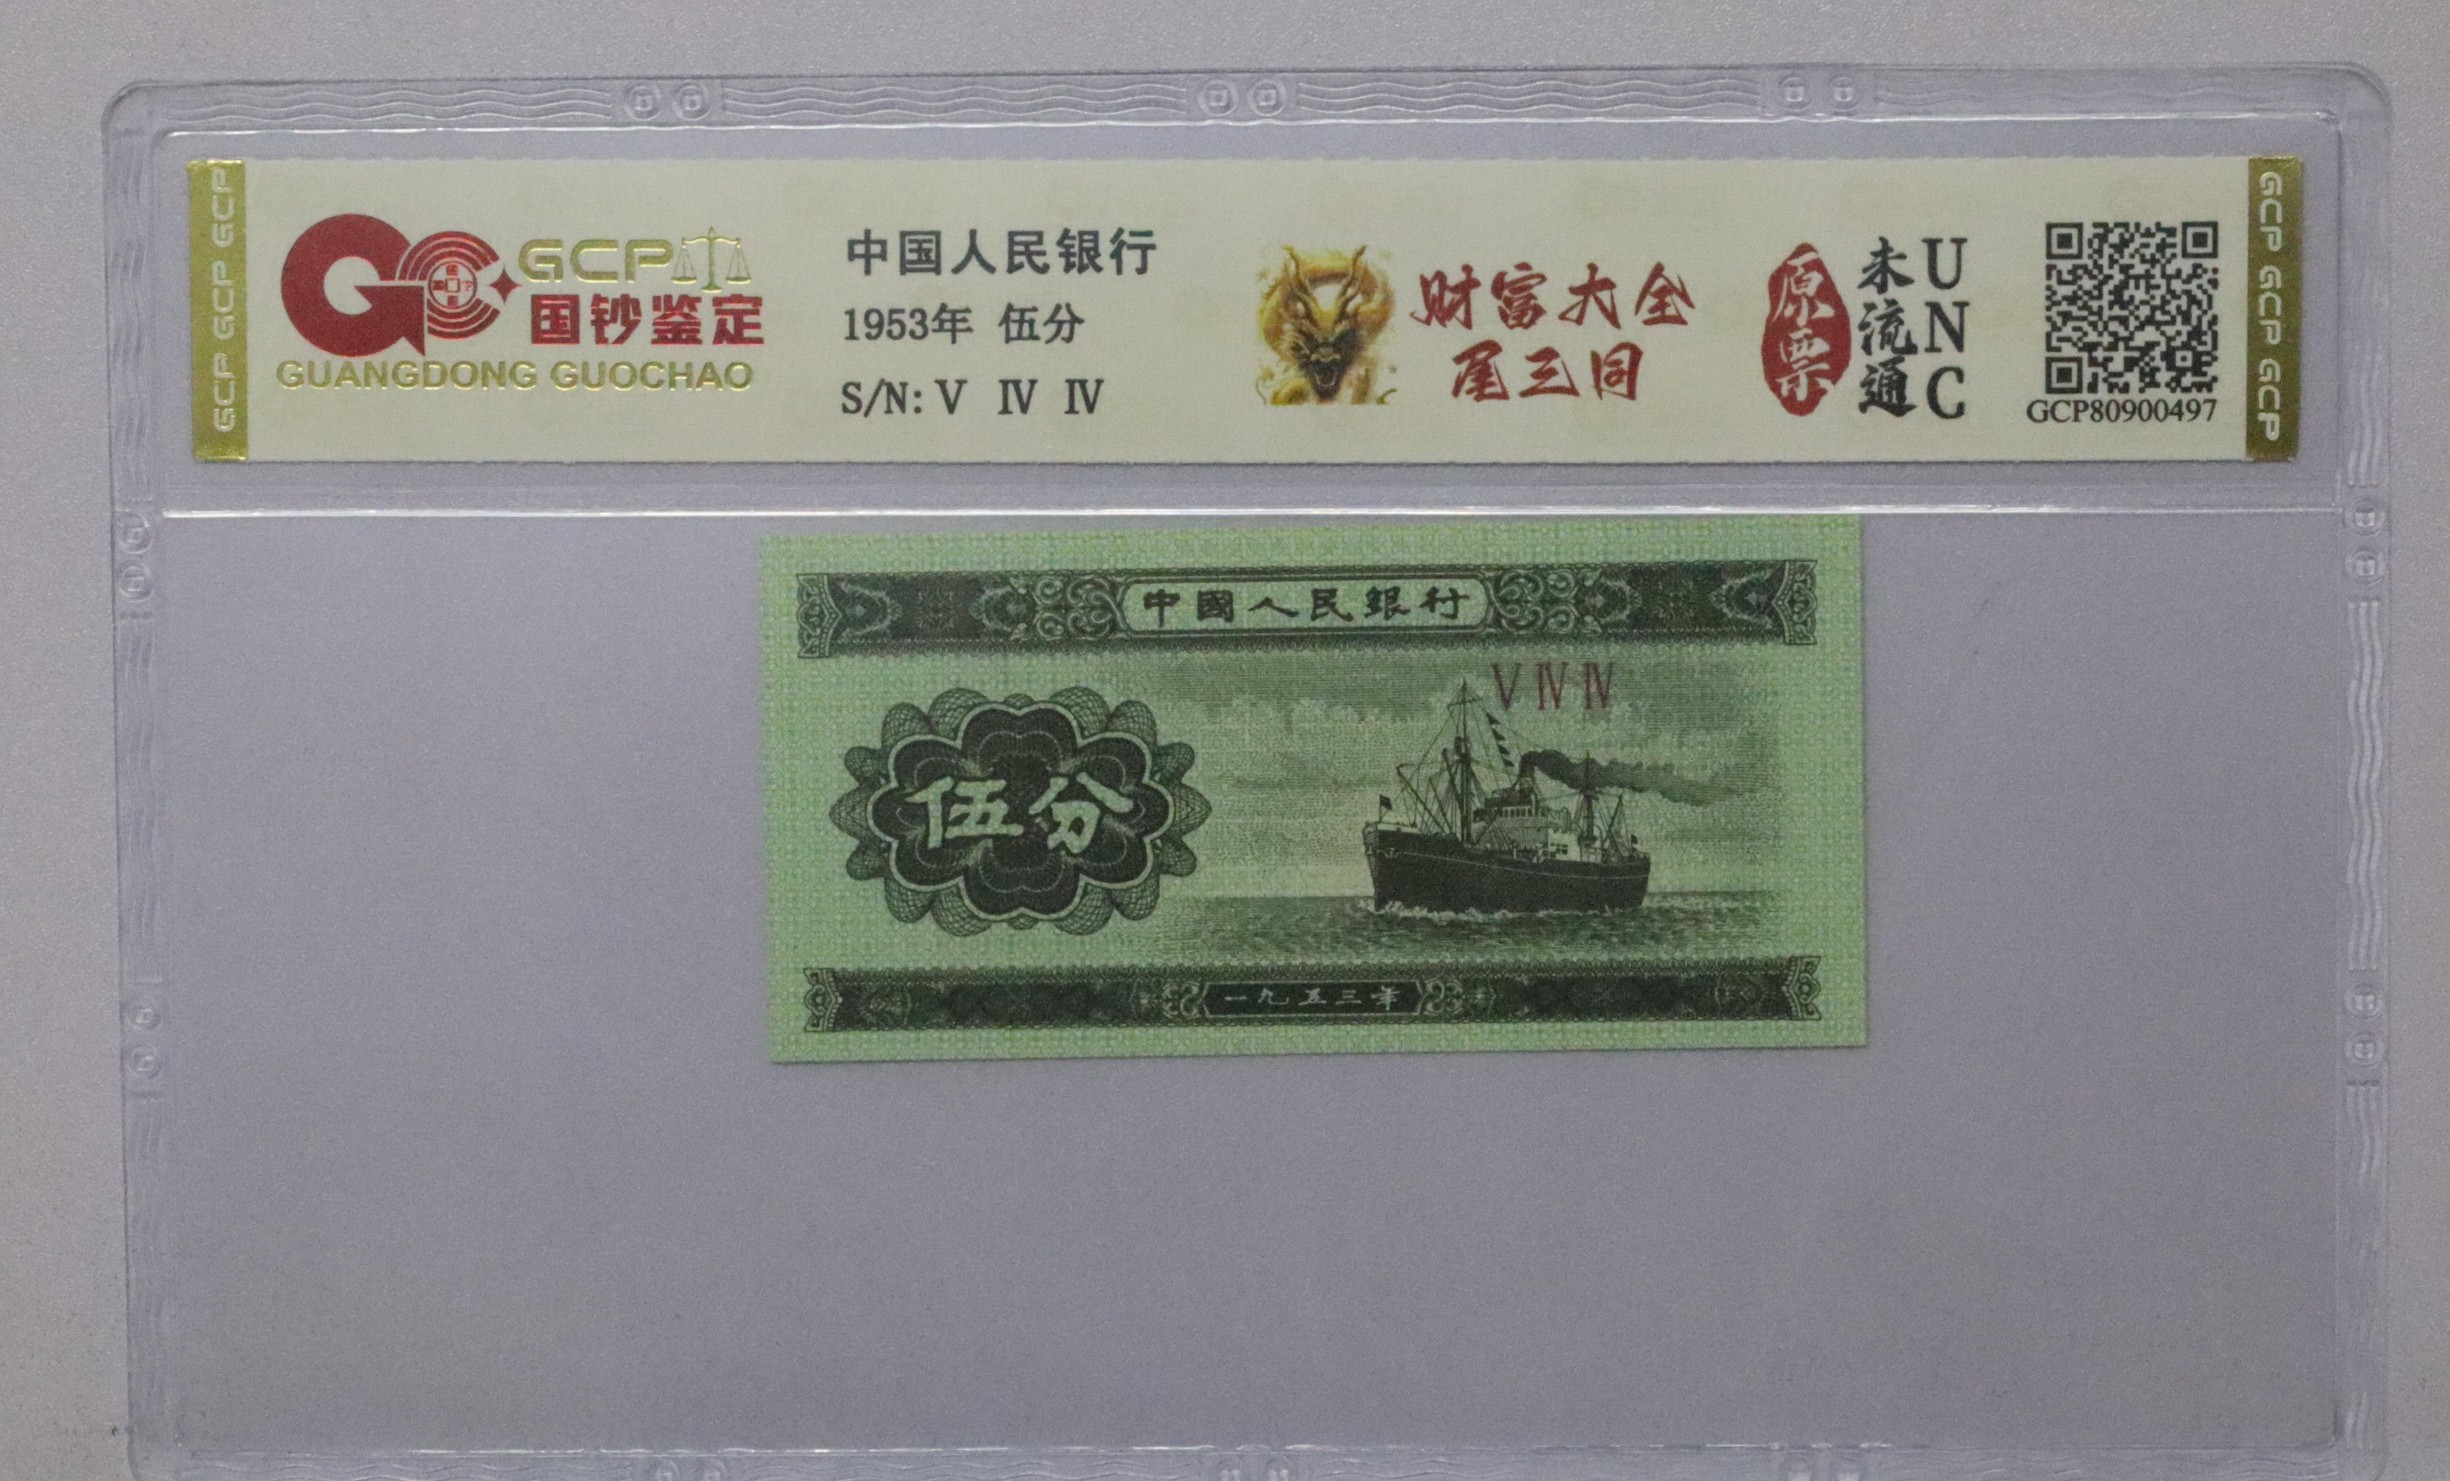 GCP GCP GCP
GCP
国钞鉴定
GUANGDONG GUOCHAO
中国人民银行
1953年 伍分
S/N: Ⅴ Ⅳ Ⅳ
财富大全
尾三同
原票
未流通
UNC
GCP80900497
GCP GCP GCP
中國人民銀行
Ⅴ Ⅳ Ⅳ
伍分
一九五三年